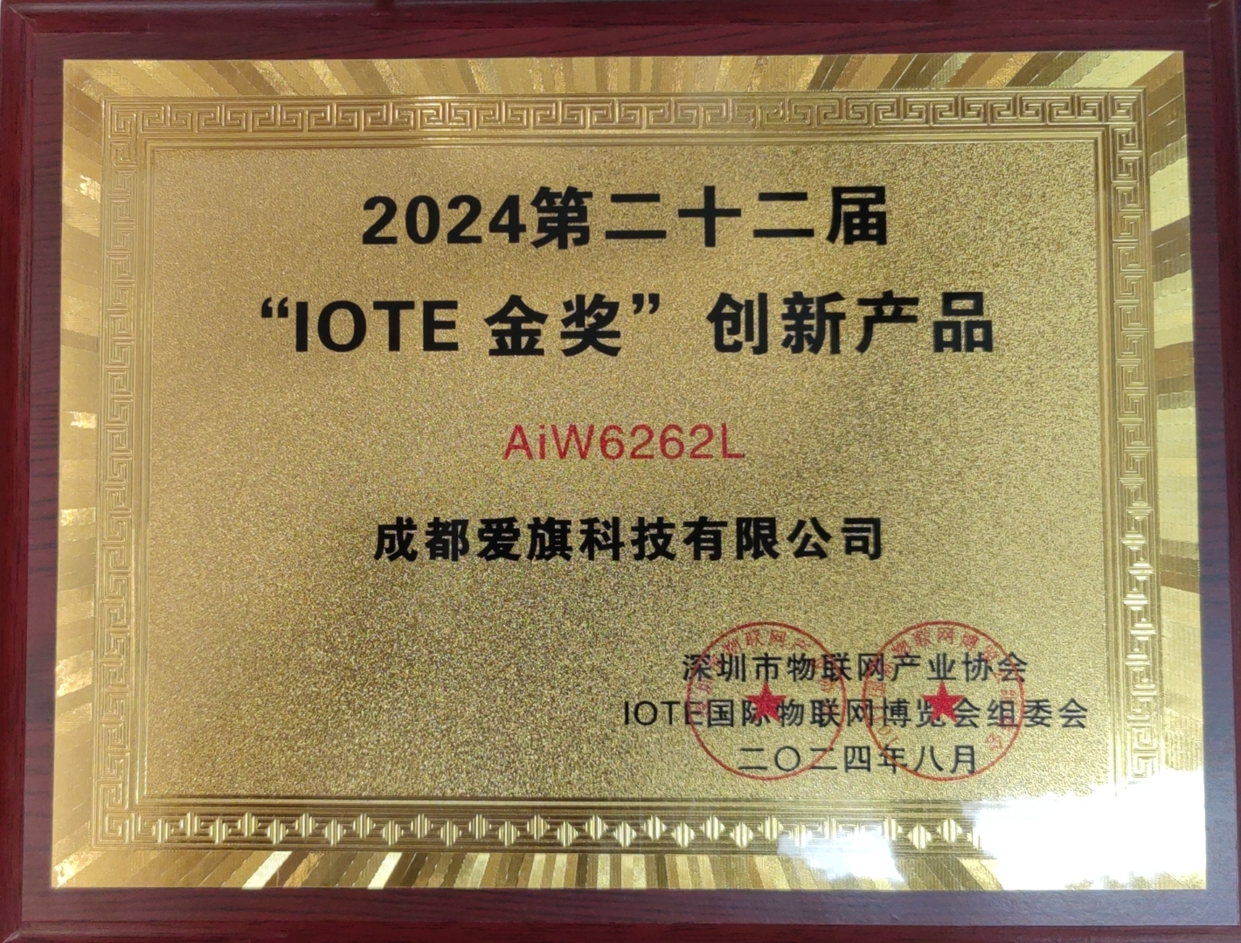 2024第二十二届
“IOTE 金奖”创新产品
AiW6262L
成都爱旗科技有限公司
深圳市物联网产业协会
IOTE国际物联网博览会组委会
二〇二四年八月